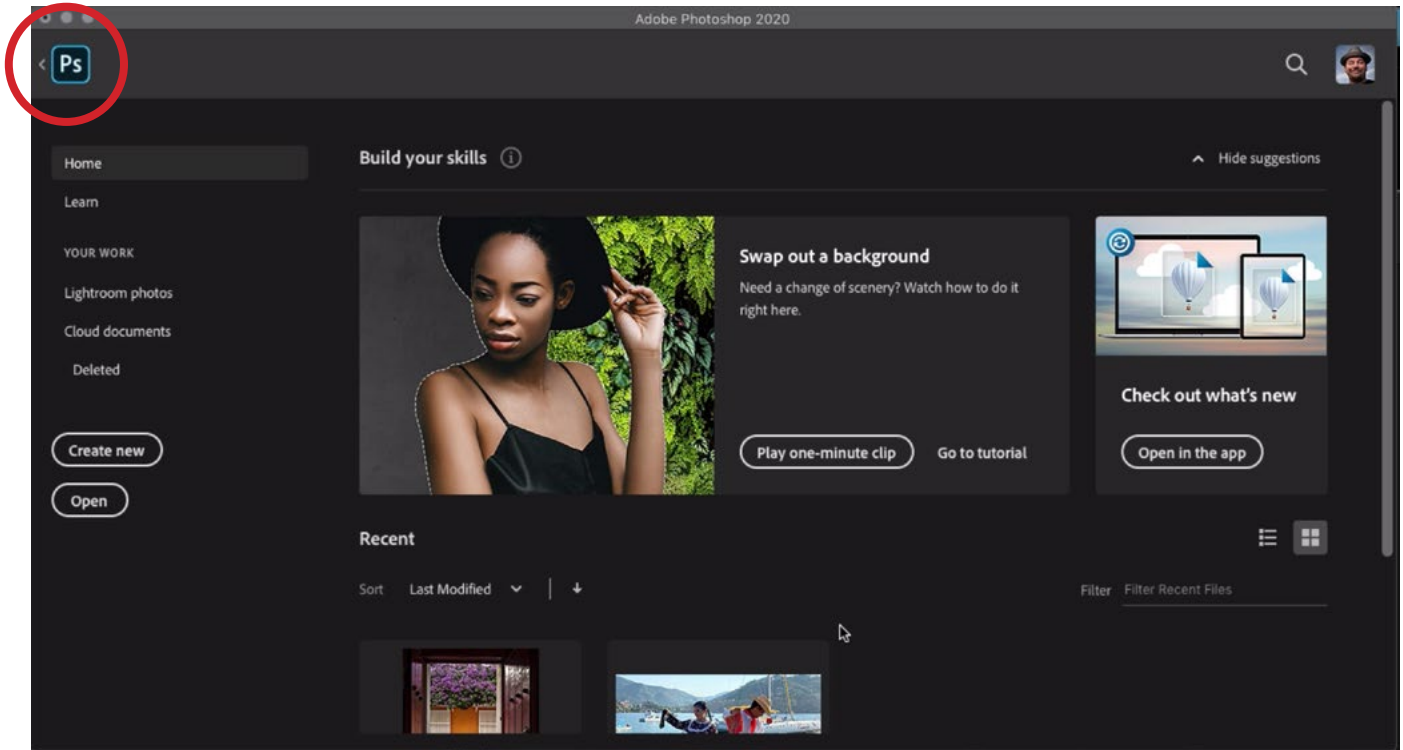 Adobe Photoshop 2020
Ps
Home
Learn
YOUR WORK
Lightroom photos
Cloud documents
Deleted
Create new
Open
Build your skills
Hide suggestions
Swap out a background
Need a change of scenery? Watch how to do it
right here.
Play one-minute clip Go to tutorial
Check out what's new
Open in the app
Recent
Sort Last Modified
Filter Filter Recent Files